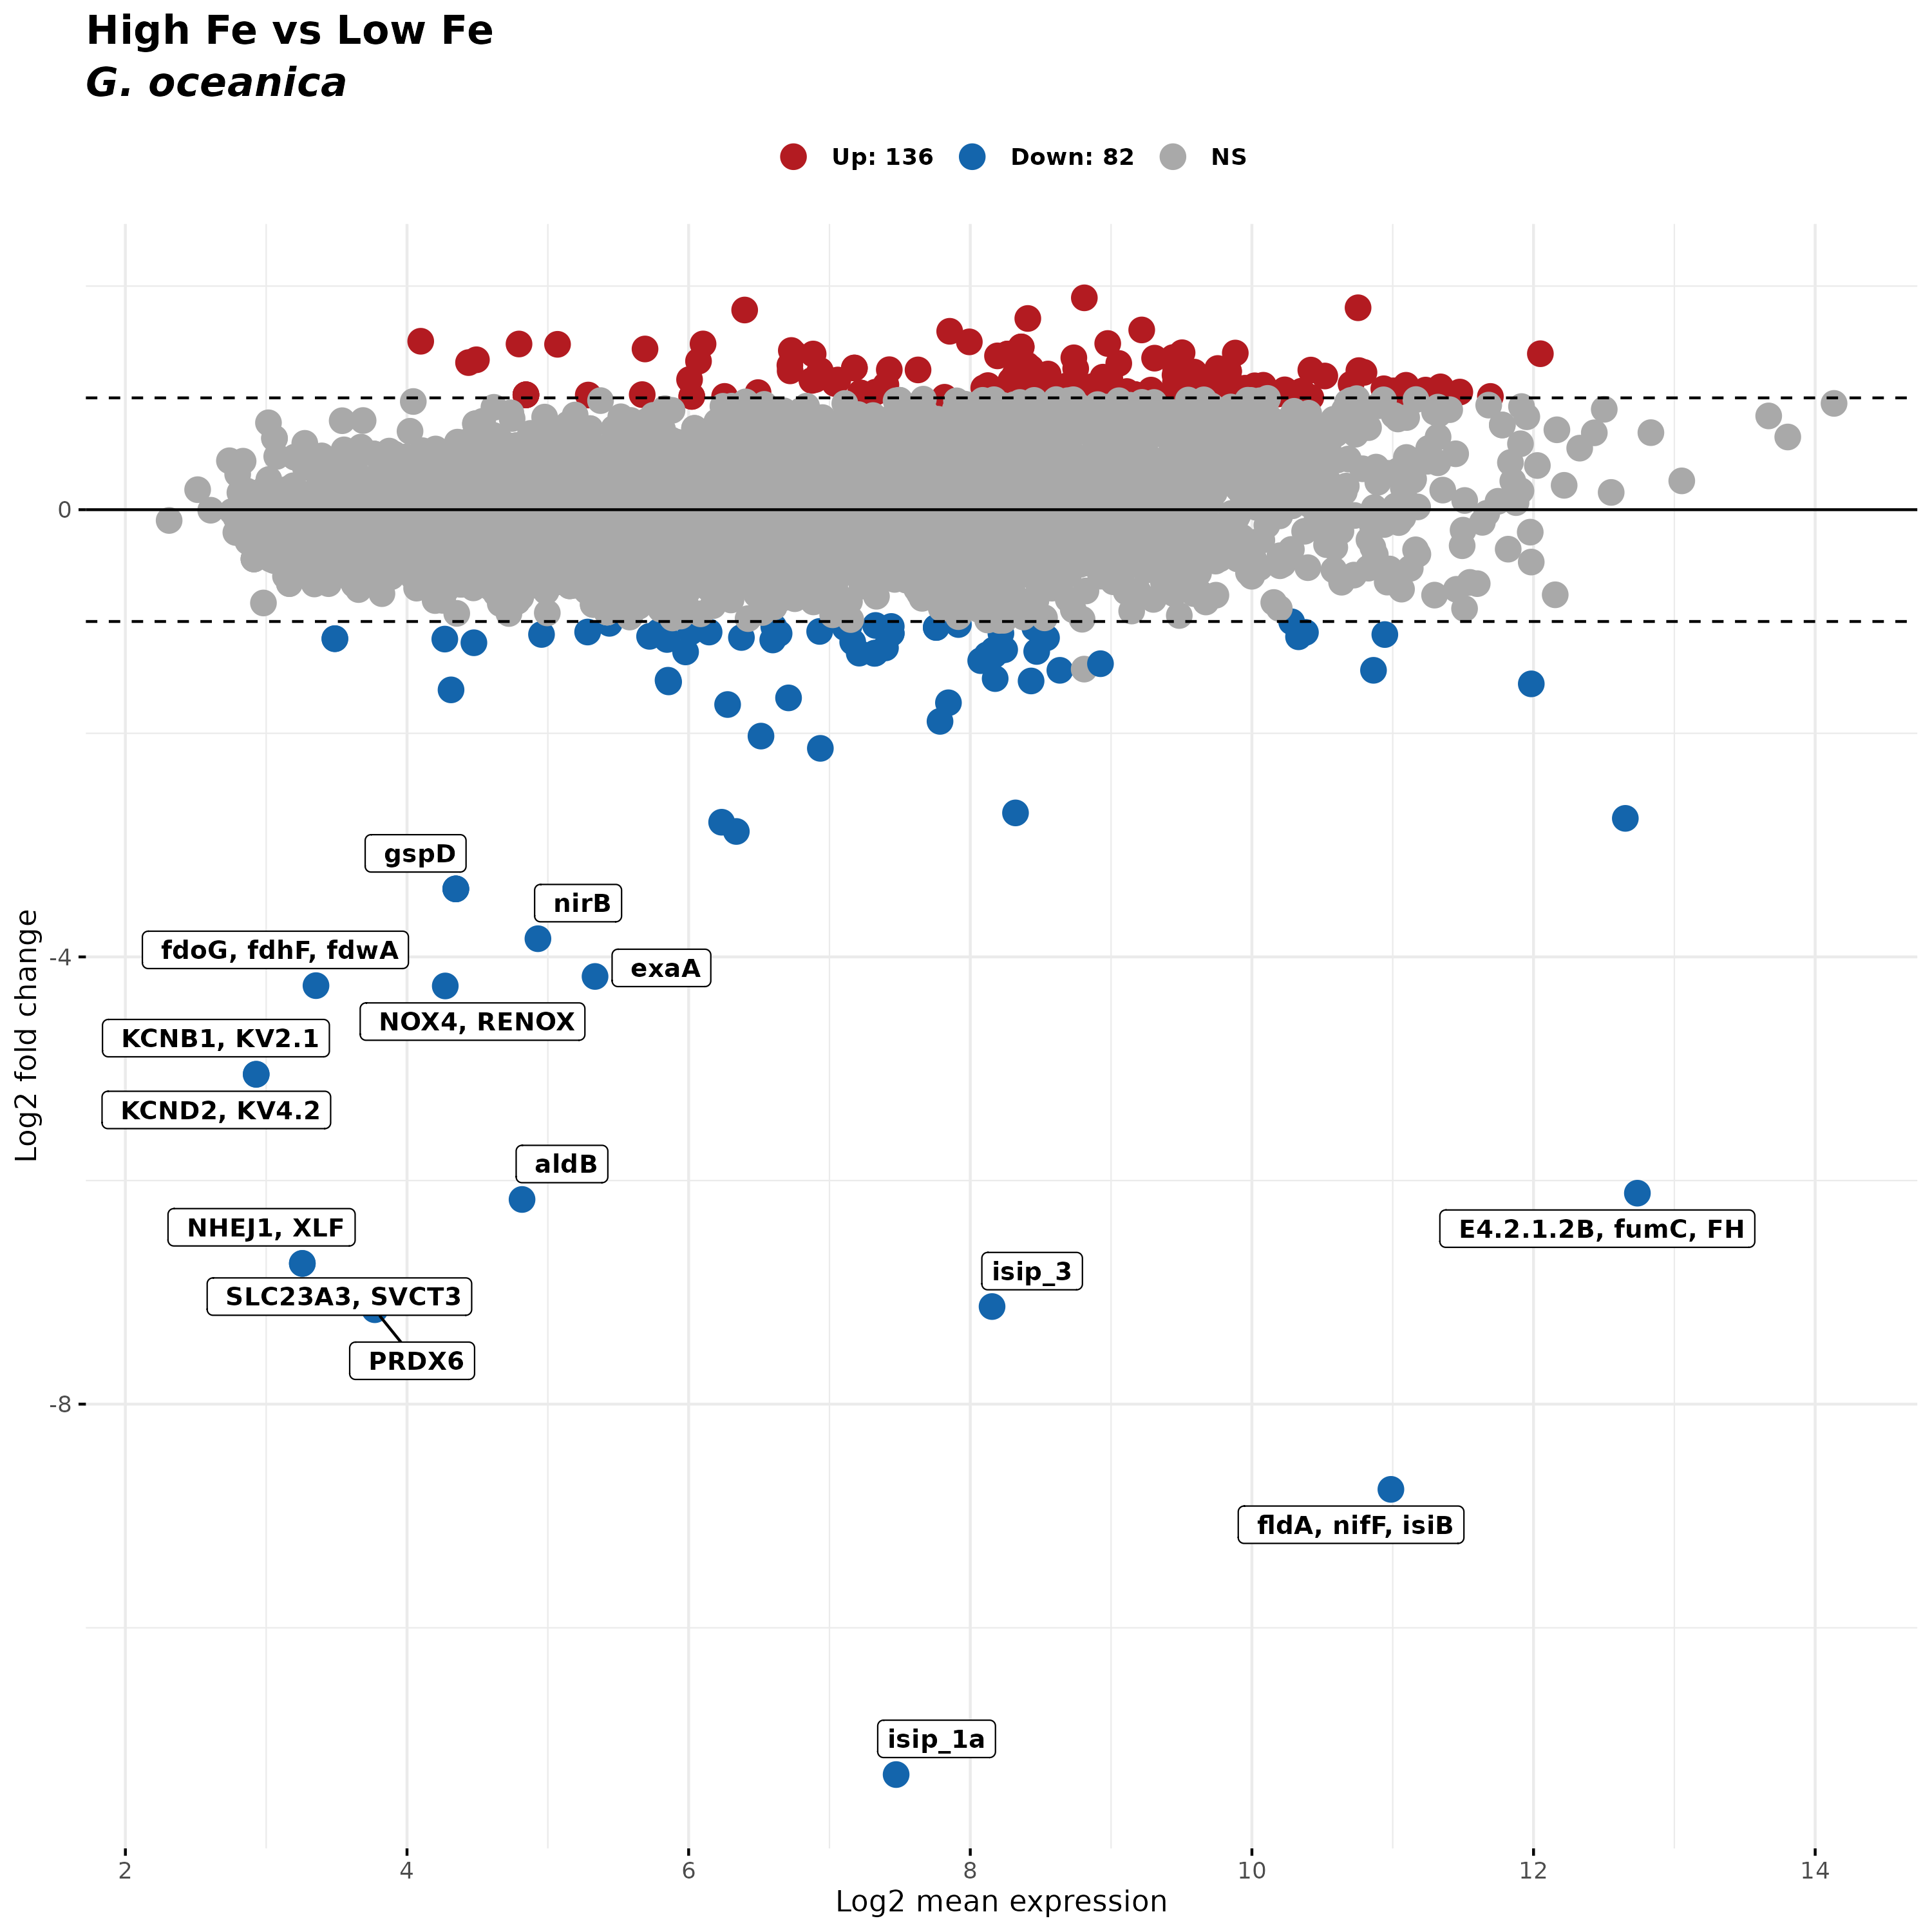 High Fe vs Low Fe
G. oceanica
Up: 136 Down: 82 NS
0
gspD
nirB
Log2 fold change
-4
fdoG, fdhF, fdwA
exaA
NOX4, RENOX
KCNB1, KV2.1
KCND2, KV4.2
aldB
NHEJ1, XLF
E4.2.1.2B, fumC, FH
isip_3
SLC23A3, SVCT3
PRDX6
-8
fldA, nifF, isiB
isip_1a
2 4 6 8 10 12 14
Log2 mean expression